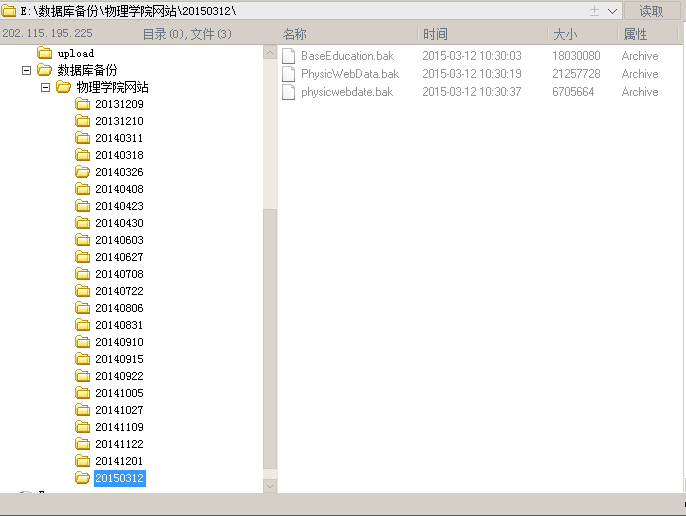 E:\数据库备份\物理学院网站\20150312\ 读取
202.115.195.225 目录(0),文件(3) 名称 时间 大小 属性
upload
数据库备份
物理学院网站
20131209
20131210
20140311
20140318
20140326
20140408
20140423
20140430
20140603
20140627
20140708
20140722
20140806
20140831
20140910
20140915
20140922
20141005
20141027
20141109
20141122
20141201
20150312
BaseEducation.bak 2015-03-12 10:30:03 18030080 Archive
PhysicWebData.bak 2015-03-12 10:30:19 21257728 Archive
physicwebdate.bak 2015-03-12 10:30:37 6705664 Archive